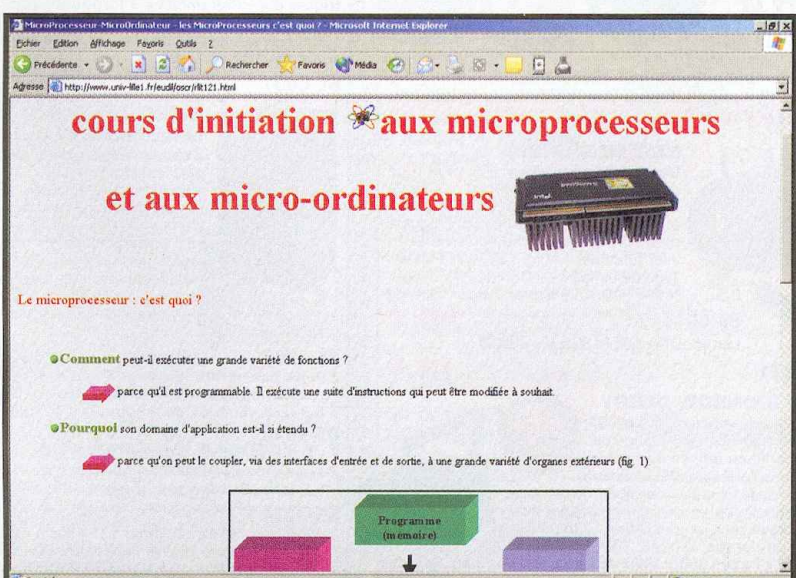 MicroProcesseur-MicroOrdinateur - les MicroProcesseurs c'est quoi ? - Microsoft Internet Explorer
Fichier Edition Affichage Favoris Outils ?
Précédente Rechercher Favoris Média
Adresse http://www.univ-lille1.fr/eudil/oscr/rlit121.html
cours d'initiation aux microprocesseurs
et aux micro-ordinateurs
intel
Le microprocesseur : c'est quoi ?
Comment peut-il exécuter une grande variété de fonctions ?
parce qu'il est programmable. Il exécute une suite d'instructions qui peut être modifiée à souhait.
Pourquoi son domaine d'application est-il si étendu ?
parce qu'on peut le coupler, via des interfaces d'entrée et de sortie, à une grande variété d'organes extérieurs (fig. 1)
Programme
(mémoire)